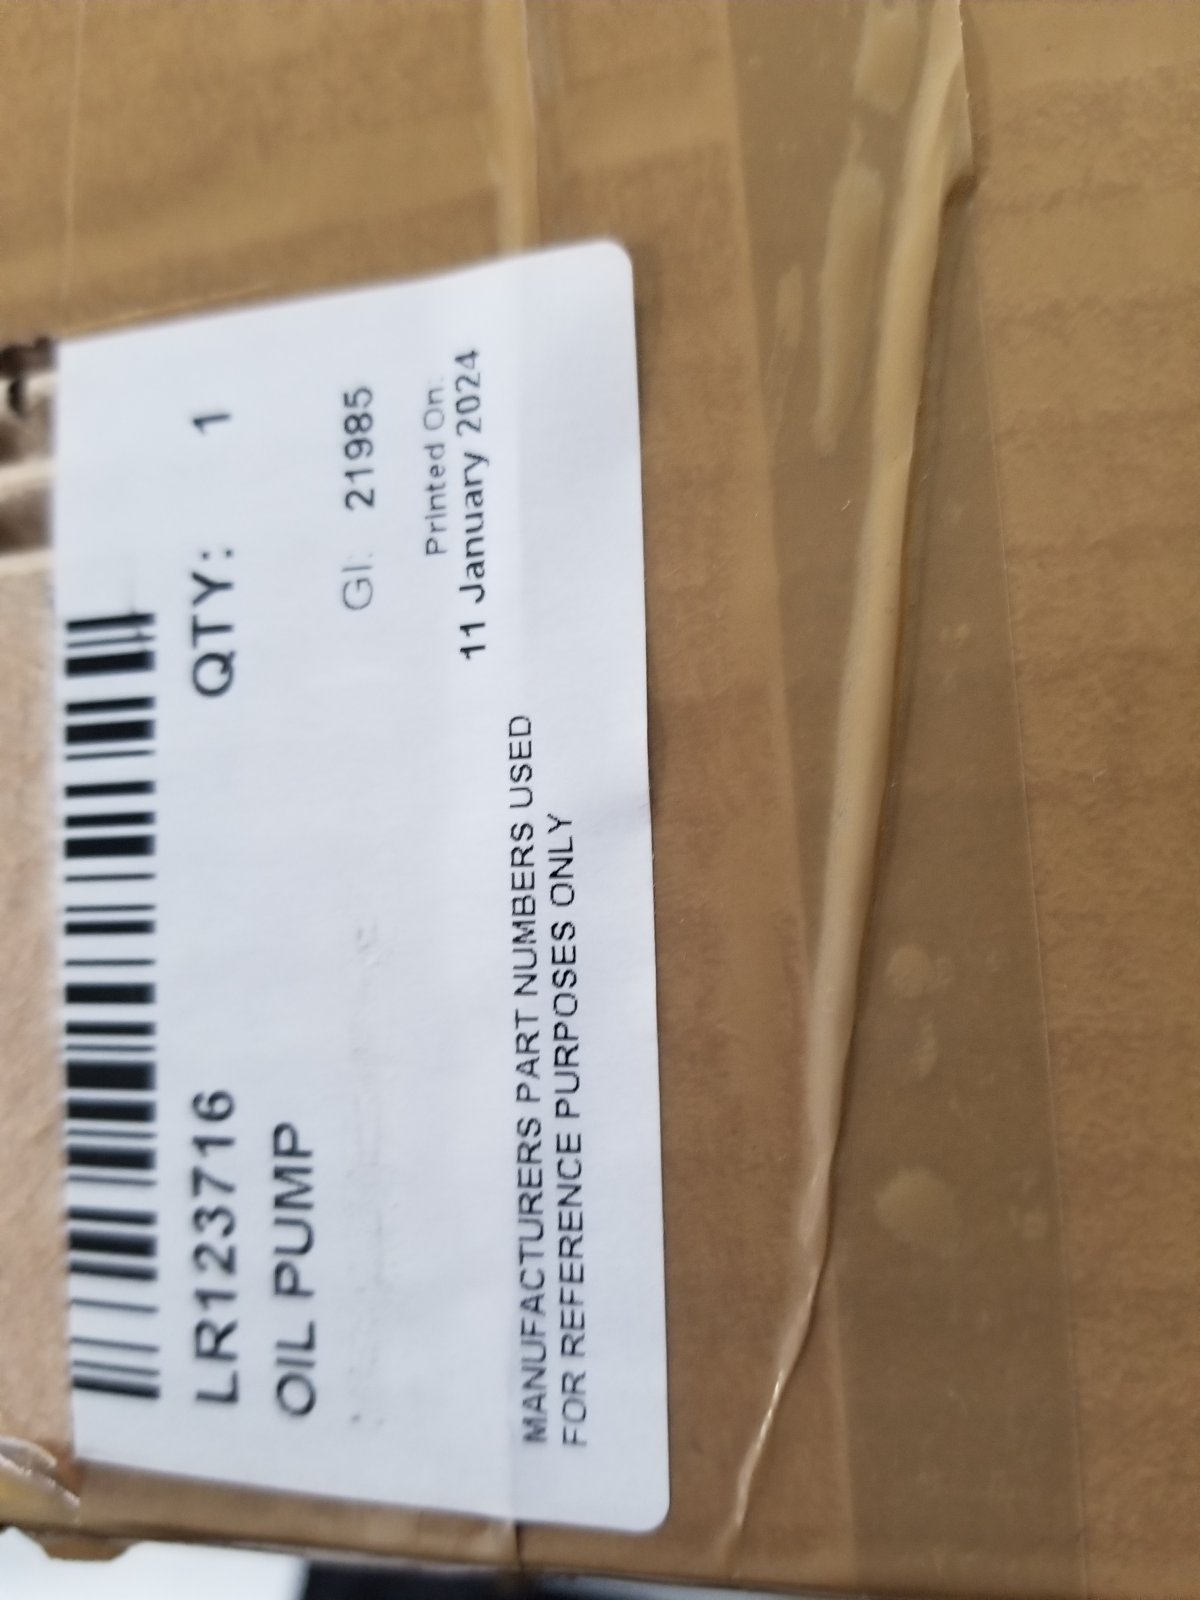 LR123716 QTY: 1
OIL PUMP
GI: 21985
Printed On:
11 January 2024
MANUFACTURERS PART NUMBERS USED
FOR REFERENCE PURPOSES ONLY